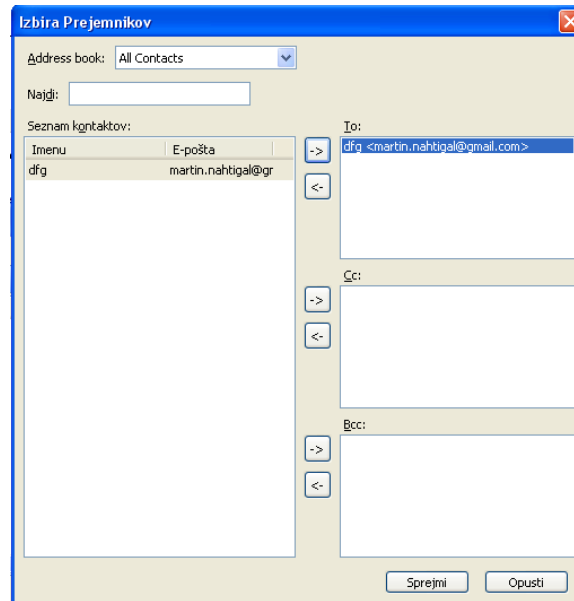 Izbira Prejemnikov
Address book: All Contacts
Najdi:
Seznam kontaktov:
Imenu E-pošta
dfg martin.nahtigal@gr
->
<-
To:
dfg <martin.nahtigal@gmail.com>
->
<-
Cc:
->
<-
Bcc:
Sprejmi Opusti